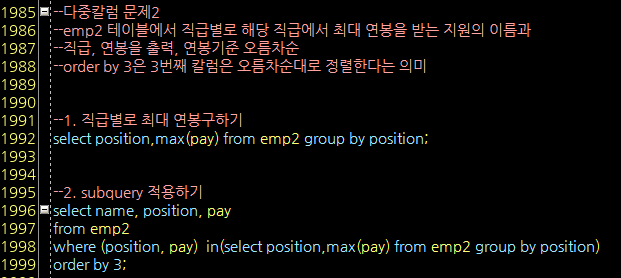 1985 --다중칼럼 문제2
1986 --emp2 테이블에서 직급별로 해당 직급에서 최대 연봉을 받는 지원의 이름과
1987 --직급, 연봉을 출력, 연봉기준 오름차순
1988 --order by 3은 3번째 칼럼은 오름차순대로 정렬한다는 의미
1989
1990
1991 --1. 직급별로 최대 연봉구하기
1992 select position,max(pay) from emp2 group by position;
1993
1994
1995 --2. subquery 적용하기
1996 select name, position, pay
1997 from emp2
1998 where (position, pay)  in(select position,max(pay) from emp2 group by position)
1999 order by 3;